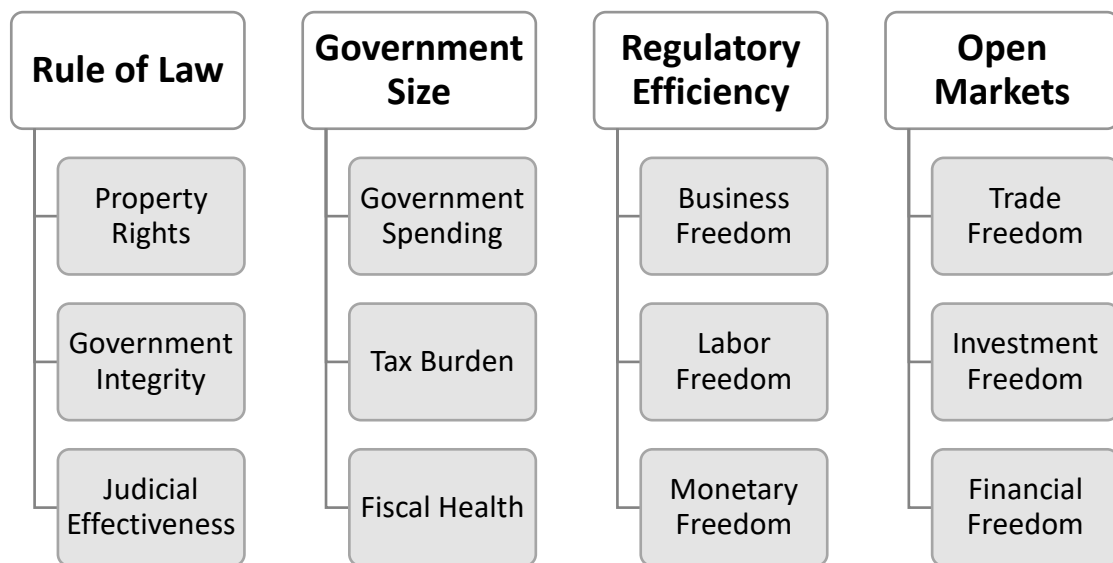 Rule of Law
Property
Rights
Government
Integrity
Judicial
Effectiveness
Government
Size
Government
Spending
Tax Burden
Fiscal Health
Regulatory
Efficiency
Business
Freedom
Labor
Freedom
Monetary
Freedom
Open
Markets
Trade
Freedom
Investment
Freedom
Financial
Freedom